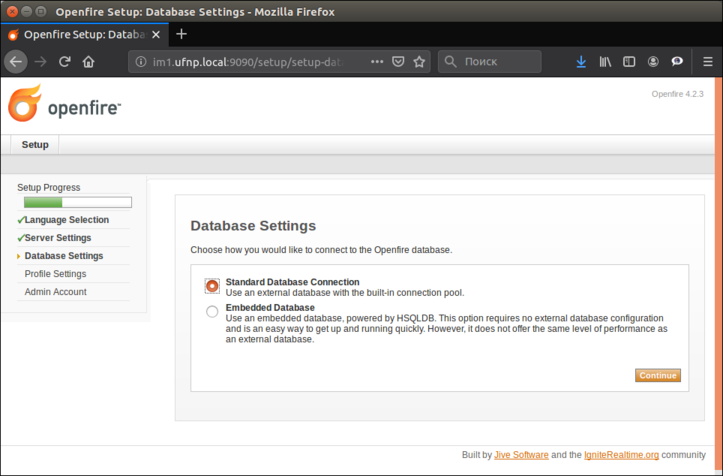 Openfire Setup: Database Settings - Mozilla Firefox
Openfire Setup: Databa
im1.ufnp.local:9090/setup/setup-dat
Поиск
openfire™
Openfire 4.2.3
Setup
Setup Progress
Language Selection
Server Settings
Database Settings
Profile Settings
Admin Account
Database Settings
Choose how you would like to connect to the Openfire database.
Standard Database Connection
Use an external database with the built-in connection pool.
Embedded Database
Use an embedded database, powered by HSQLDB. This option requires no external database configuration
and is an easy way to get up and running quickly. However, it does not offer the same level of performance as
an external database.
Continue
Built by Jive Software and the IgniteRealtime.org community